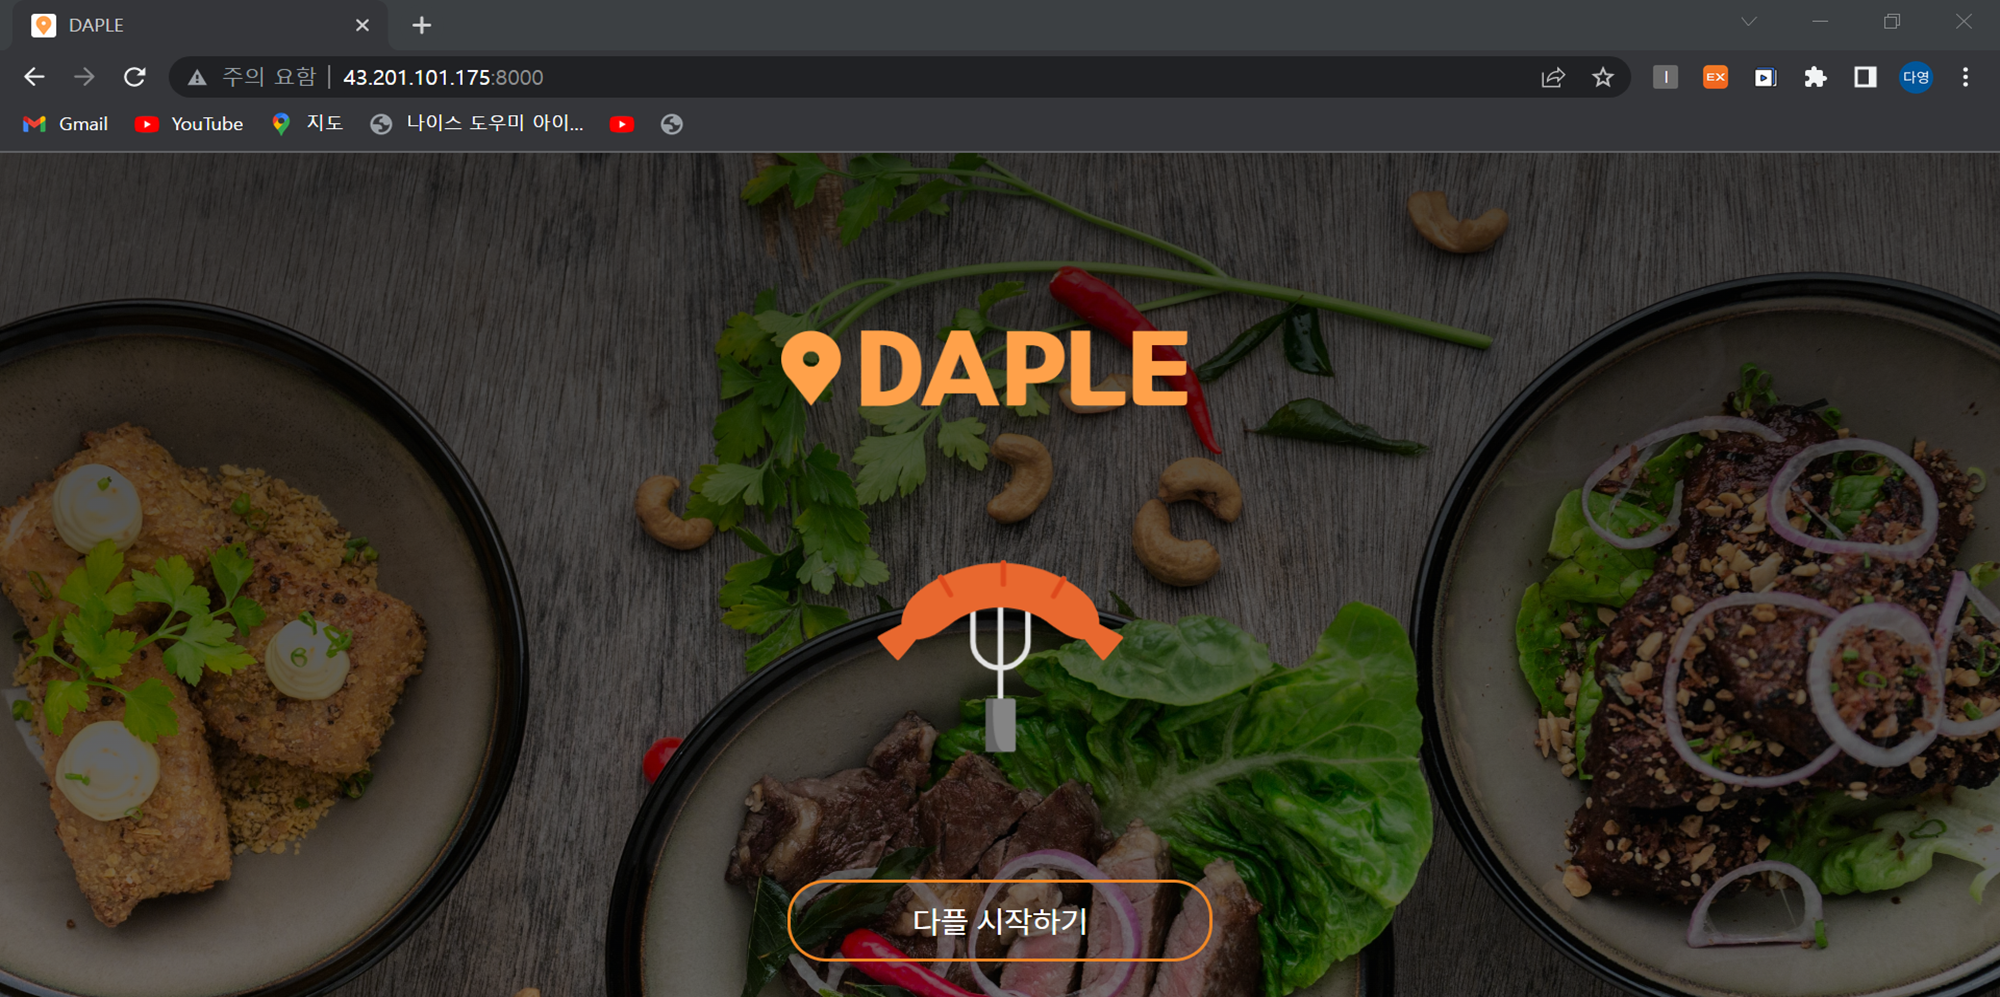 DAPLE
주의 요함 | 43.201.101.175:8000
EX
다영
Gmail
YouTube
지도
나이스 도우미 아이...
DAPLE
다플 시작하기